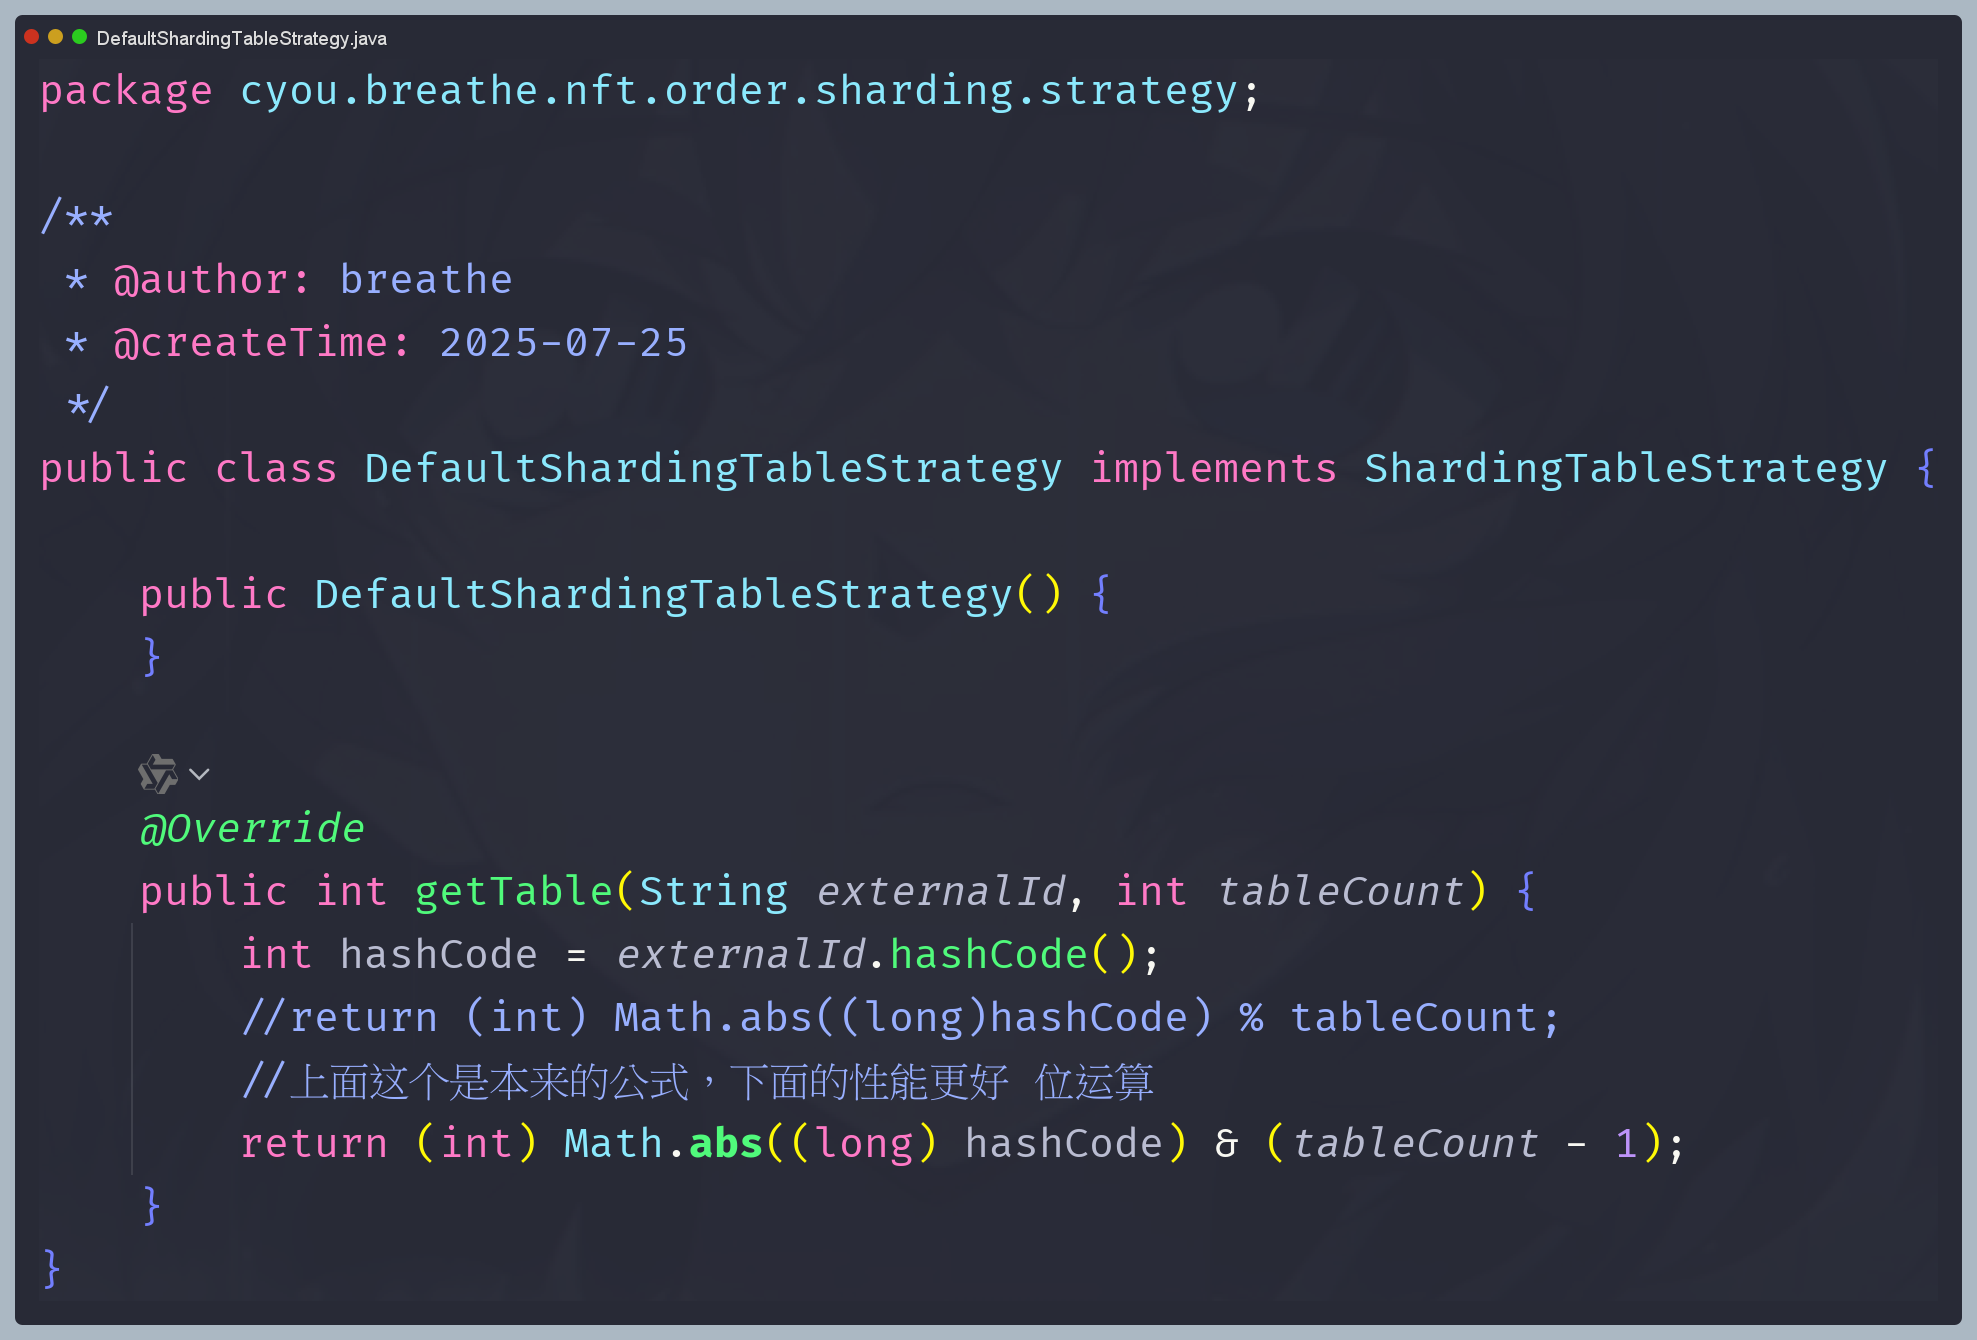 DefaultShardingTableStrategy.java
package cyou.breathe.nft.order.sharding.strategy;
/**
 * @author: breathe
 * @createTime: 2025-07-25
 */
public class DefaultShardingTableStrategy implements ShardingTableStrategy {
    public DefaultShardingTableStrategy() {
    }
    @Override
    public int getTable(String externalId, int tableCount) {
        int hashCode = externalId.hashCode();
        //return (int) Math.abs((long)hashCode) % tableCount;
        //上面这个是本来的公式，下面的性能更好 位运算
        return (int) Math.abs((long) hashCode) & (tableCount - 1);
    }
}